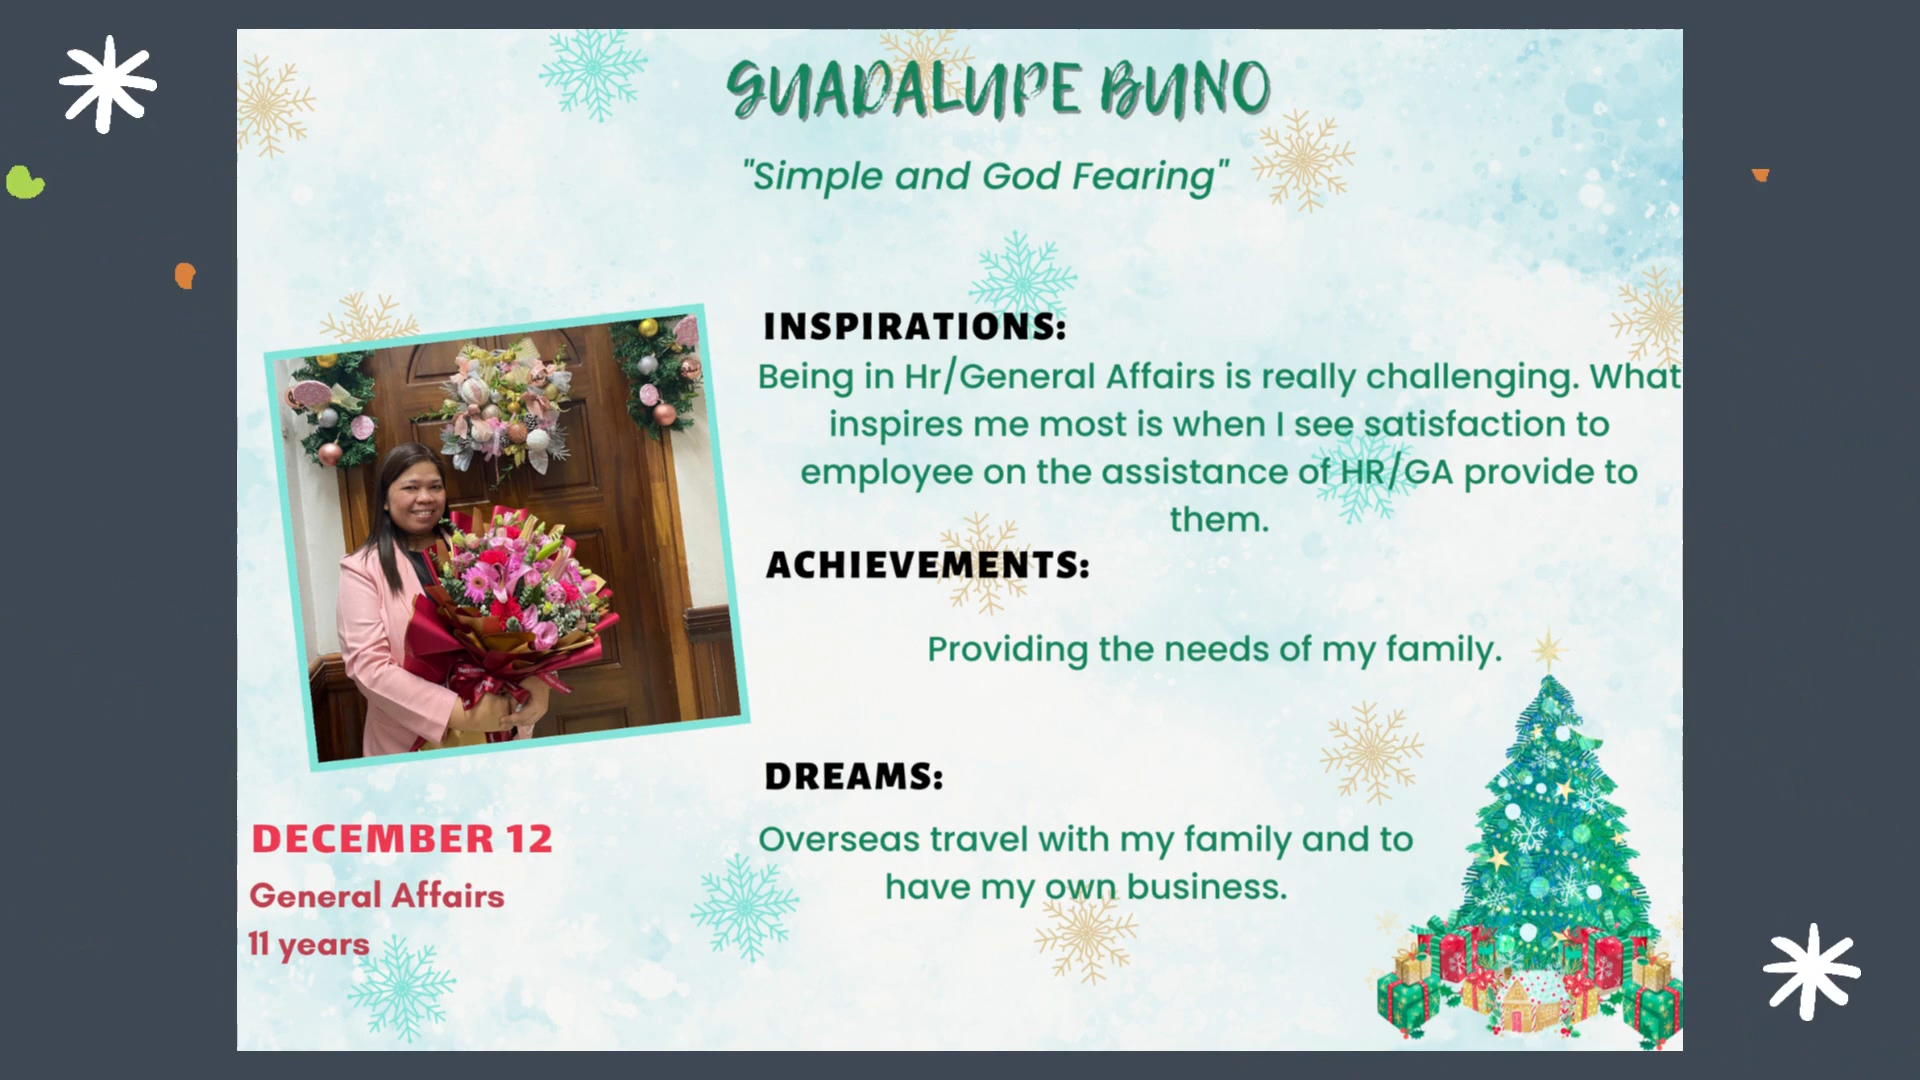 GUADALUPE BUNO
"Simple and God Fearing"
INSPIRATIONS:
Being in Hr/General Affairs is really challenging. What
inspires me most is when I see satisfaction to
employee on the assistance of HR/GA provide to
them.
ACHIEVEMENTS:
Providing the needs of my family.
DREAMS:
Overseas travel with my family and to
have my own business.
DECEMBER 12
General Affairs
11 years